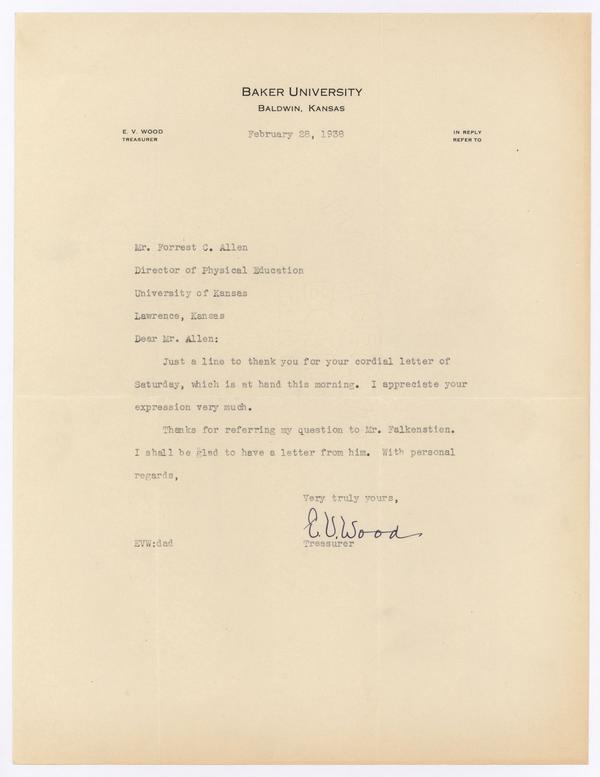 BAKER UNIVERSITY
BALDWIN, KANSAS
E. V. WOOD
TREASURER
February 28, 1938
IN REPLY
REFER TO
Mr. Forrest C. Allen
Director of Physical Education
University of Kansas
Lawrence, Kansas
Dear Mr. Allen:
Just a line to thank you for your cordial letter of
Saturday, which is at hand this morning. I appreciate your
expression very much.
Thanks for referring my question to Mr. Falkenstien.
I shall be glad to have a letter from him. With personal
regards,
Very truly yours,
E.V.Wood
EVW:dad
Treasurer